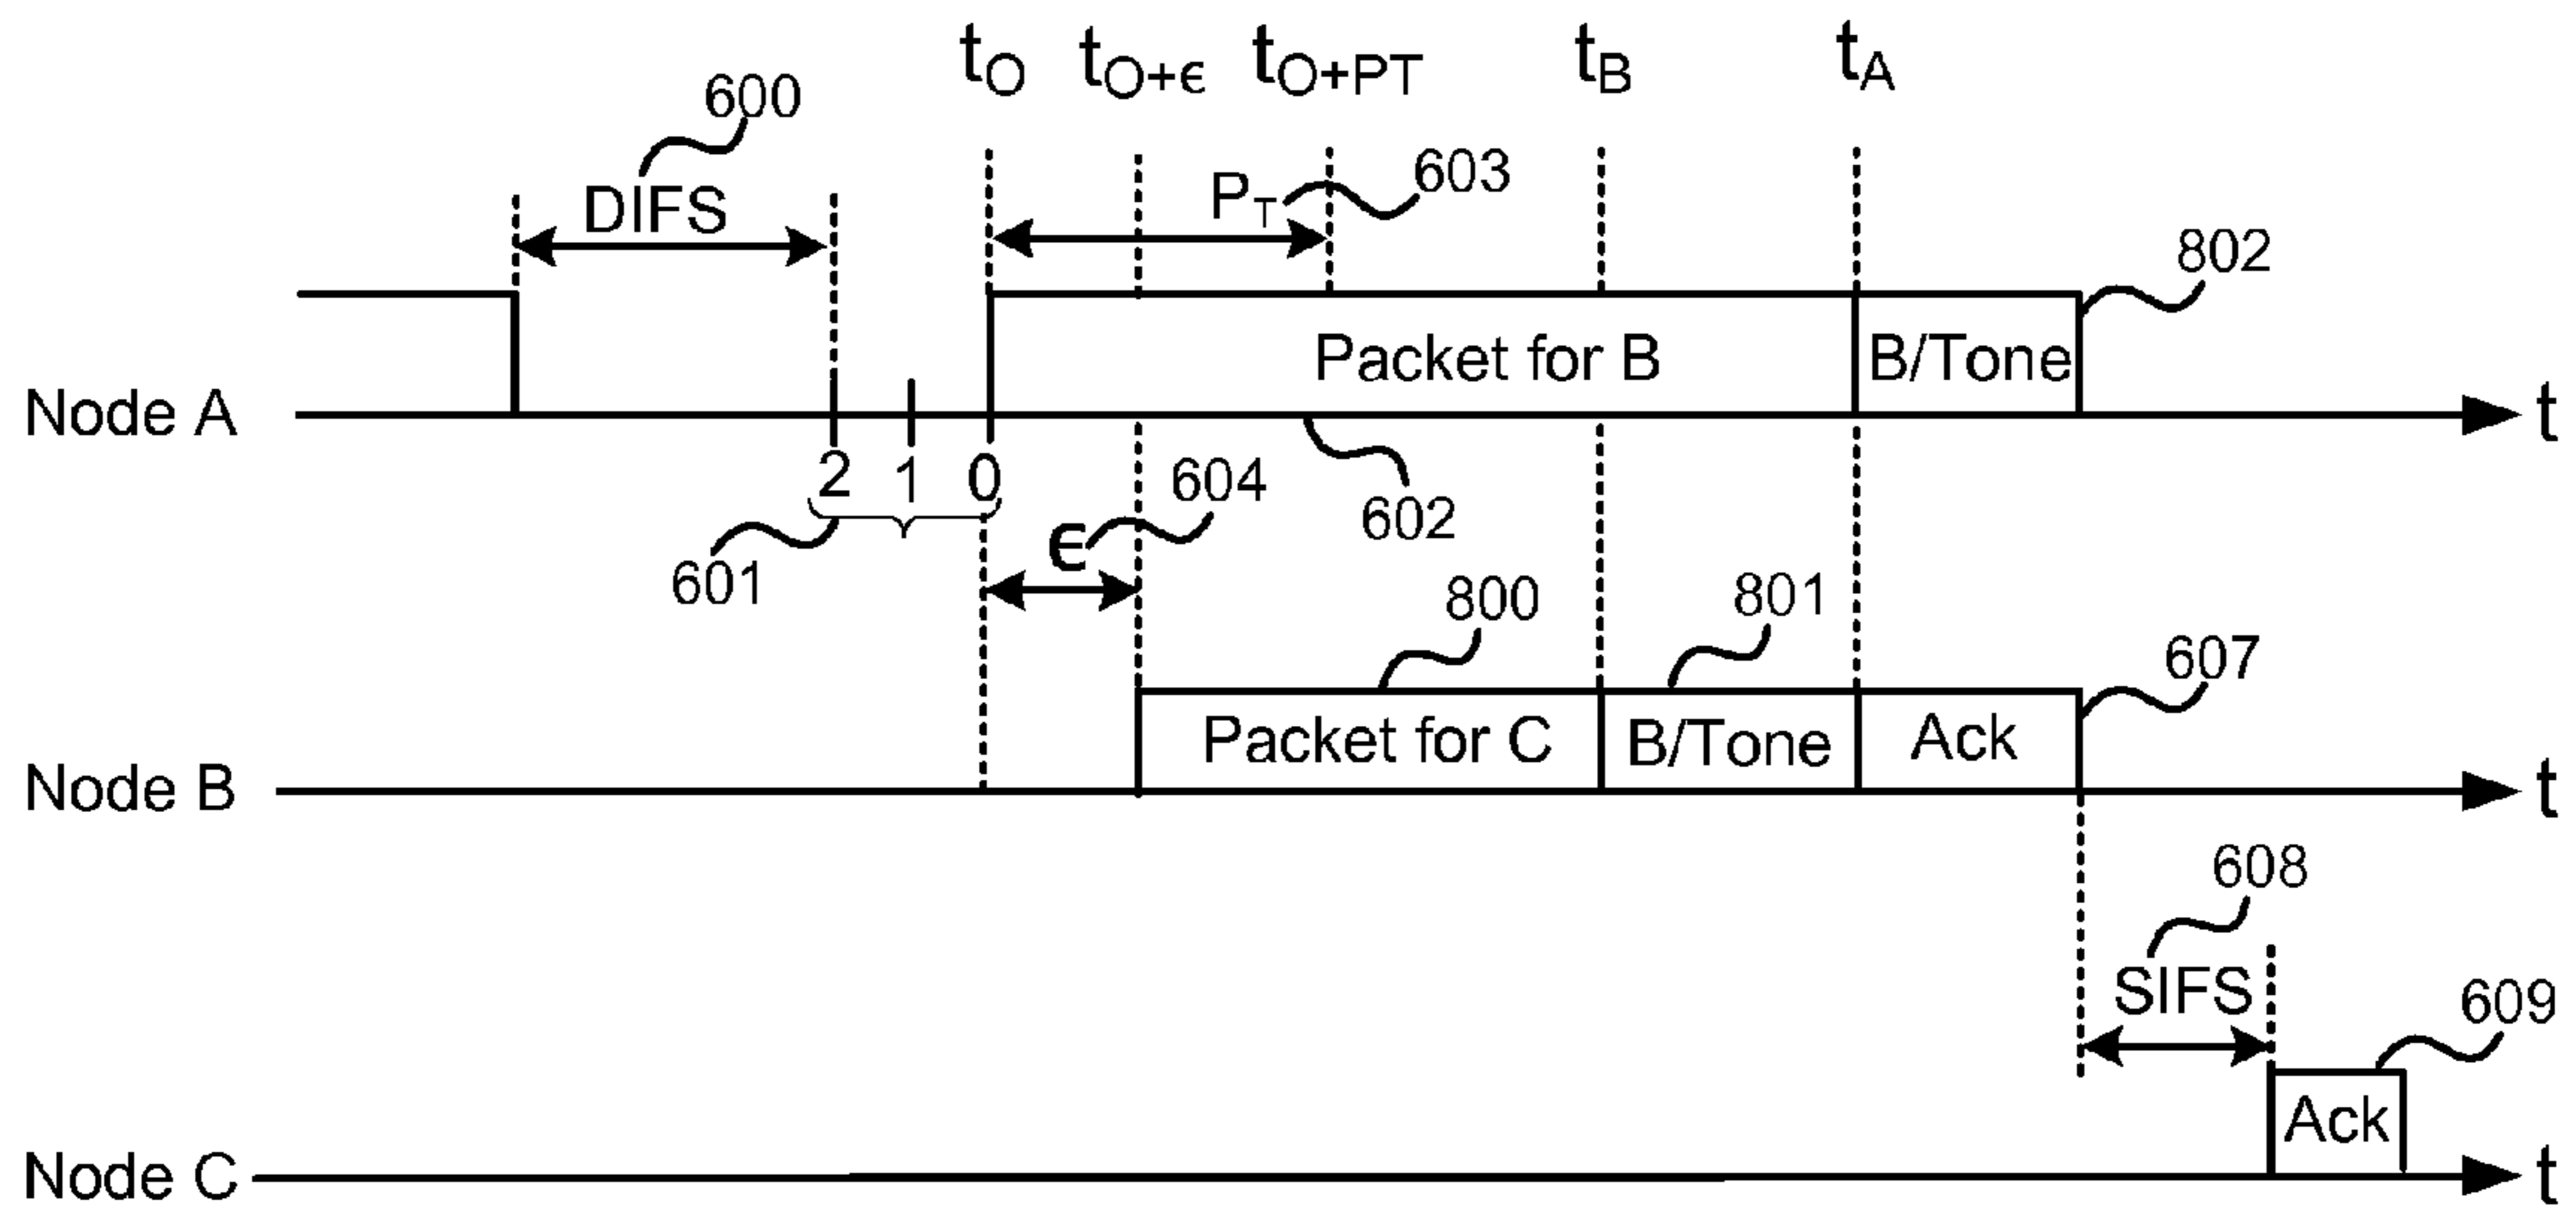 tO tO+ϵ tO+PT tB tA
600
DIFS
PT 603
802
Packet for B B/Tone
Node A t
2 1 0
604
602
601
ϵ
800 801
607
Packet for C B/Tone Ack
Node B t
608
SIFS
609
Ack
Node C t